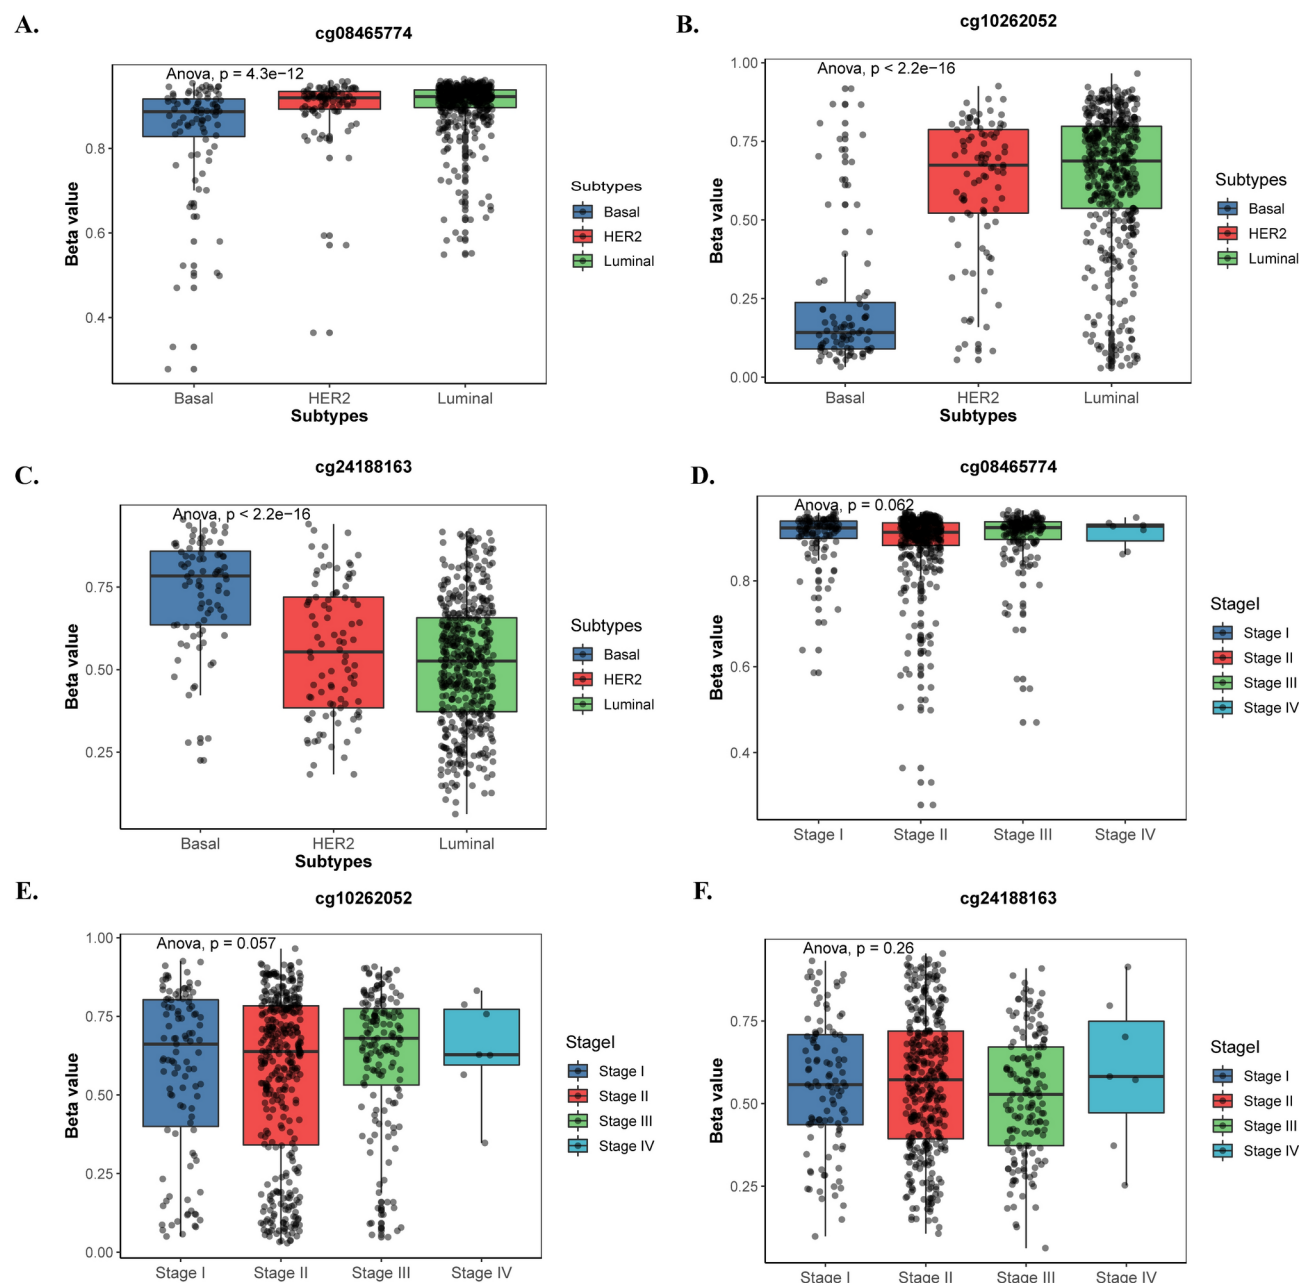 A.
cg08465774
Anova, p = 4.3e−12
Beta value
0.8
0.6
0.4
Basal
HER2
Luminal
Subtypes
Subtypes
Basal
HER2
Luminal
B.
cg10262052
Anova, p < 2.2e−16
Beta value
1.00
0.75
0.50
0.25
0.00
Basal
HER2
Luminal
Subtypes
Subtypes
Basal
HER2
Luminal
C.
cg24188163
Anova, p < 2.2e−16
Beta value
0.75
0.50
0.25
Basal
HER2
Luminal
Subtypes
Subtypes
Basal
HER2
Luminal
D.
cg08465774
Anova, p = 0.062
Beta value
0.8
0.6
0.4
Stage I
Stage II
Stage III
Stage IV
StageI
Stage I
Stage II
Stage III
Stage IV
E.
cg10262052
Anova, p = 0.057
Beta value
1.00
0.75
0.50
0.25
0.00
Stage I
Stage II
Stage III
Stage IV
StageI
Stage I
Stage II
Stage III
Stage IV
F.
cg24188163
Anova, p = 0.26
Beta value
0.75
0.50
0.25
Stage I
Stage II
Stage III
Stage IV
StageI
Stage I
Stage II
Stage III
Stage IV